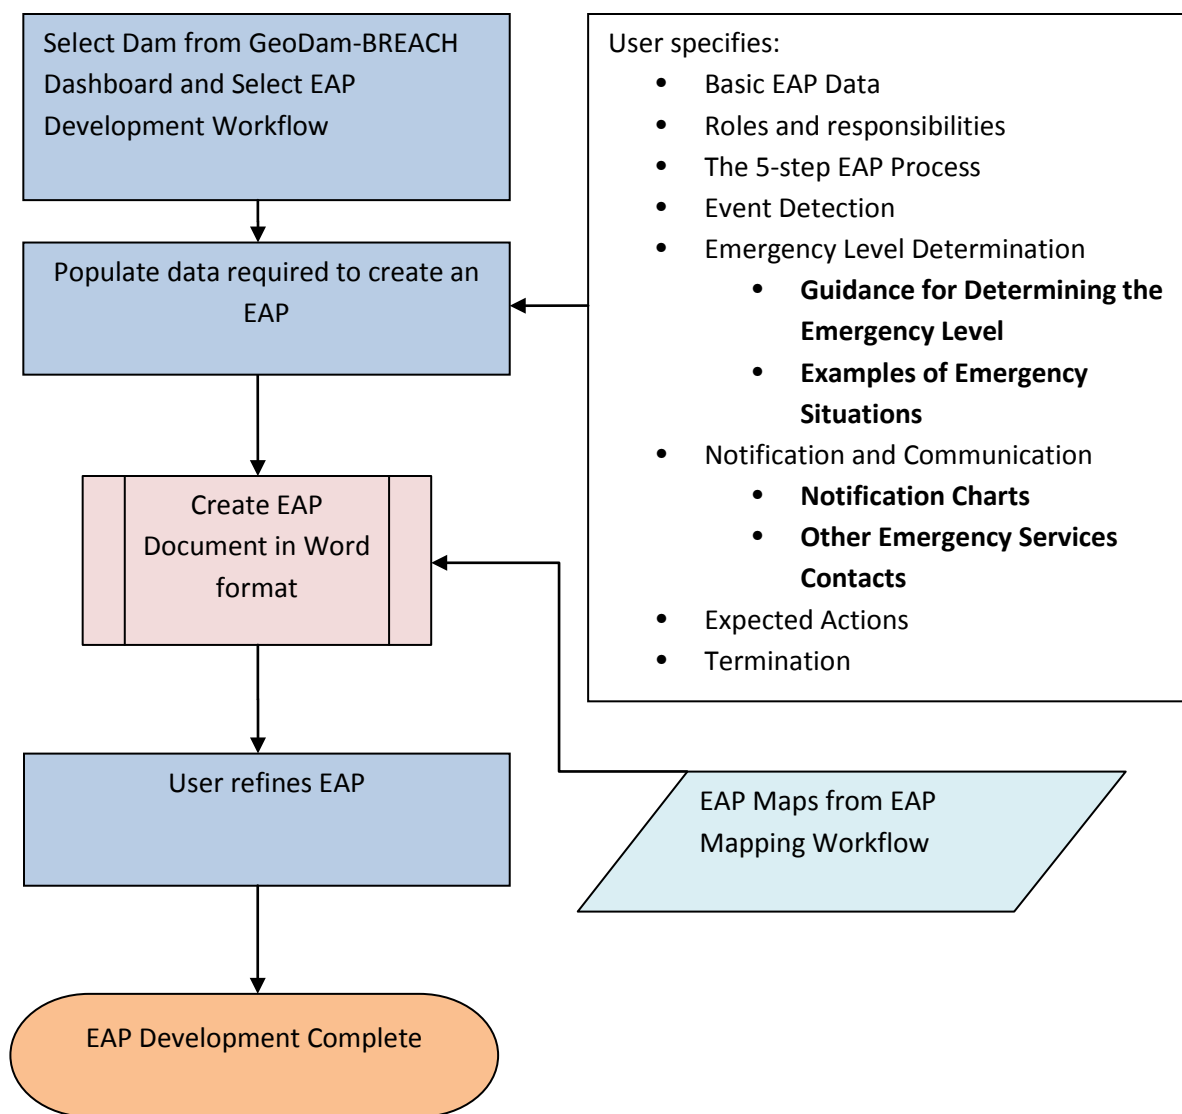 Select Dam from GeoDam-BREACH
Dashboard and Select EAP
Development Workflow
Populate data required to create an
EAP
Create EAP
Document in Word
format
User refines EAP
EAP Development Complete
User specifies:
• Basic EAP Data
• Roles and responsibilities
• The 5-step EAP Process
• Event Detection
• Emergency Level Determination
• Guidance for Determining the
Emergency Level
• Examples of Emergency
Situations
• Notification and Communication
• Notification Charts
• Other Emergency Services
Contacts
• Expected Actions
• Termination
EAP Maps from EAP
Mapping Workflow